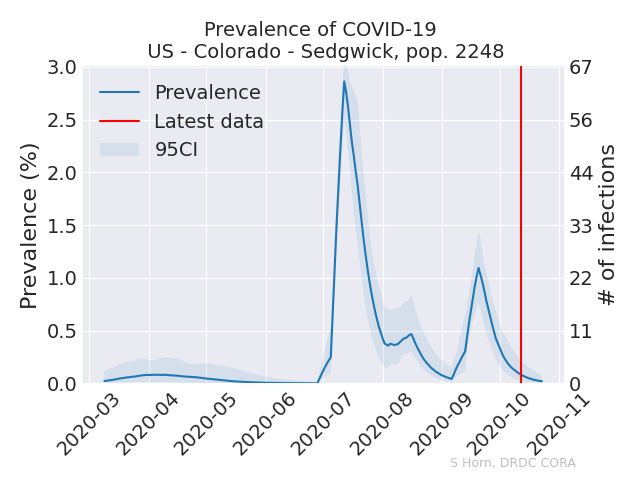 Prevalence of COVID-19
US - Colorado - Sedgwick, pop. 2248
Prevalence
Latest data
95CI
Prevalence (%)
3.0
2.5
2.0
1.5
1.0
0.5
0.0
67
56
44
33
22
11
0
# of infections
2020-03
2020-04
2020-05
2020-06
2020-07
2020-08
2020-09
2020-10
2020-11
S Horn, DRDC CORA